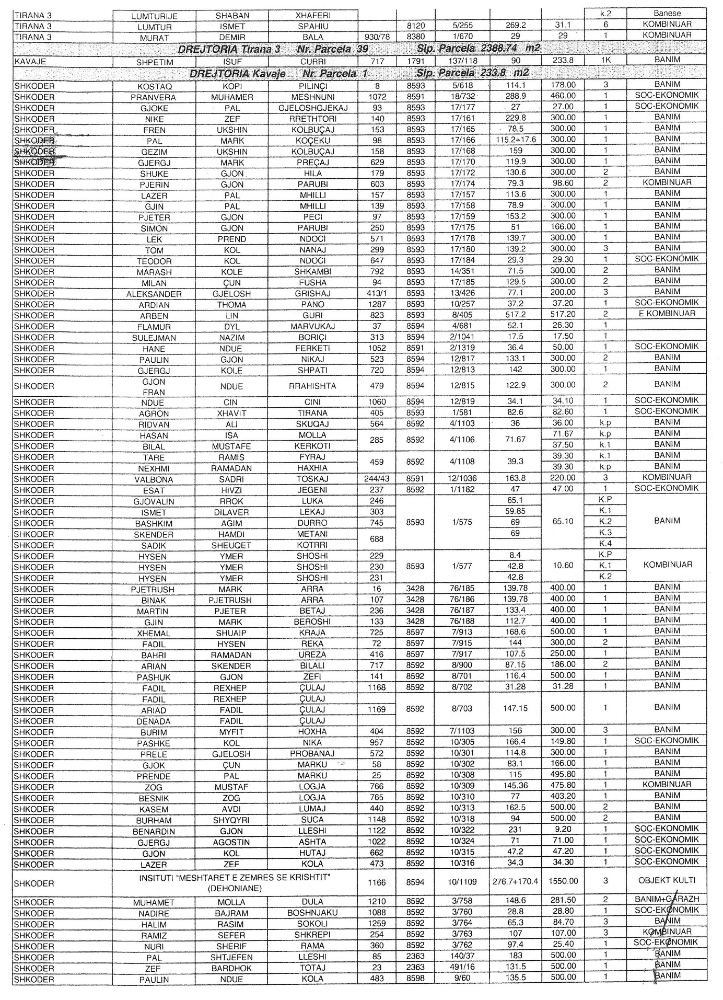 TIRANA 3 LUMTURIJE SHABAN XHAFERI k.2 Banese
TIRANA 3 LUMTUR ISMET SPAHIU 8120 5/255 269.2 31.1 6 KOMBINUAR
TIRANA 3 MURAT DEMIR BALA 930/78 8380 1/670 29 29 1 KOMBINUAR
DREJTORIA Tirana 3 Nr. Parcela 39 Sip. Parcela 2388.74 m2
KAVAJE SHPETIM ISUF CURRI 717 1791 137/118 90 233.8 1K BANIM
DREJTORIA Kavaje Nr. Parcela 1 Sip. Parcela 233.8 m2
SHKODER KOSTAQ KOPI PILINÇI 8 8593 5/618 114.1 178.00 3 BANIM
SHKODER PRANVERA MUHAMER MESHNUNI 1072 8591 18/732 288.9 460.00 1 SOC-EKONOMIK
SHKODER GJOKE PAL GJELOSHGJEKAJ 93 8593 17/177 27 27.00 1 SOC-EKONOMIK
SHKODER NIKE ZEF RRETHTORI 140 8593 17/161 229.8 300.00 1 BANIM
SHKODER FREN UKSHIN KOLBUÇAJ 153 8593 17/165 78.5 300.00 1 BANIM
SHKODER PAL MARK KOÇEKU 98 8593 17/166 115.2+17.6 300.00 1 BANIM
SHKODER GEZIM UKSHIN KOLBUÇAJ 158 8593 17/168 159 300.00 1 BANIM
SHKODER GJERGJ MARK PREÇAJ 629 8593 17/170 119.9 300.00 1 BANIM
SHKODER SHUKE GJON HILA 179 8593 17/172 130.6 300.00 2 BANIM
SHKODER PJERIN GJON PARUBI 603 8593 17/174 79.3 98.60 2 KOMBINUAR
SHKODER LAZER PAL MHILLI 157 8593 17/157 113.6 300.00 1 BANIM
SHKODER GJIN PAL MHILLI 139 8593 17/158 78.9 300.00 1 BANIM
SHKODER PJETER GJON PECI 97 8593 17/159 153.2 300.00 1 BANIM
SHKODER SIMON GJON PARUBI 250 8593 17/175 51 166.00 1 BANIM
SHKODER LEK PREND NDOCI 571 8593 17/178 139.7 300.00 1 BANIM
SHKODER TOM KOL NANAJ 299 8593 17/180 139.2 300.00 3 BANIM
SHKODER TEODOR KOL NDOCI 647 8593 17/184 29.3 29.30 1 SOC-EKONOMIK
SHKODER MARASH KOLE SHKAMBI 792 8593 14/351 71.5 300.00 2 BANIM
SHKODER MILAN ÇUN FUSHA 94 8593 17/185 129.5 300.00 2 BANIM
SHKODER ALEKSANDER GJELOSH GRISHAJ 413/1 8593 13/426 77.1 200.00 3 BANIM
SHKODER ARDIAN THOMA PANO 1287 8593 10/257 37.2 37.20 1 SOC-EKONOMIK
SHKODER ARBEN LIN GURI 823 8593 8/405 517.2 517.20 2 E KOMBINUAR
SHKODER FLAMUR DYL MARVUKAJ 37 8594 4/681 52.1 26.30 1
SHKODER SULEJMAN NAZIM BORIÇI 313 8594 2/1041 17.5 17.50 1
SHKODER HANE NDUE FERKETI 1052 8591 2/1319 36.4 50.00 1 SOC-EKONOMIK
SHKODER PAULIN GJON NIKAJ 523 8594 12/817 133.1 300.00 2 BANIM
SHKODER GJERGJ KOLE SHPATI 720 8594 12/813 142 300.00 1 BANIM
GJON
SHKODER NDUE RRAHISHTA 479 8594 12/815 122.9 300.00 2 BANIM
FRAN
SHKODER NDUE CIN CINI 1060 8594 12/819 34.1 34.10 1 SOC-EKONOMIK
SHKODER AGRON XHAVIT TIRANA 405 8593 1/581 82.6 82.60 1 SOC-EKONOMIK
SHKODER RIDVAN ALI SKUQAJ 564 8592 4/1103 36 36.00 k.p BANIM
SHKODER HASAN ISA MOLLA 71.67 k.p BANIM
285 8592 4/1106 71.67
SHKODER BILAL MUSTAFE KERKOTI 37.50 k.1 BANIM
SHKODER TARE RAMIS FYRAJ 39.30 k.1 BANIM
459 8592 4/1108 39.3
SHKODER NEXHMI RAMADAN HAXHIA 39.30 k.p BANIM
SHKODER VALBONA SADRI TOSKAJ 244/43 8591 12/1036 163.8 220.00 3 KOMBINUAR
SHKODER ESAT HIVZI JEGENI 237 8592 1/1182 47 47.00 1 SOC-EKONOMIK
SHKODER GJOVALIN RROK LUKA 246 65.1 K.P
SHKODER ISMET DILAVER LEKAJ 303 59.85 K.1
SHKODER BASHKIM AGIM DURRO 745 8593 1/575 69 65.10 K.2 BANIM
SHKODER SKENDER HAMDI METANI 69 K.3
688
SHKODER SADIK SHEUQET KOTRRI K.4
SHKODER HYSEN YMER SHOSHI 229 8.4 K.P
SHKODER HYSEN YMER SHOSHI 230 8593 1/577 42.8 10.60 K.1 KOMBINUAR
SHKODER HYSEN YMER SHOSHI 231 42.8 K.2
SHKODER PJETRUSH MARK ARRA 16 3428 76/185 139.78 400.00 1 BANIM
SHKODER BINAK PJETRUSH ARRA 107 3428 76/186 139.78 400.00 1 BANIM
SHKODER MARTIN PJETER BETAJ 236 3428 76/187 133.4 400.00 1 BANIM
SHKODER GJIN MARK BEROSHI 133 3428 76/188 112.7 400.00 1 BANIM
SHKODER XHEMAL SHUAIP KRAJA 725 8597 7/913 168.6 500.00 1 BANIM
SHKODER FADIL HYSEN REKA 72 8597 7/915 144 300.00 2 BANIM
SHKODER BAHRI RAMADAN UREZA 416 8597 7/917 107.5 250.00 1 BANIM
SHKODER ARIAN SKENDER BILALI 717 8592 8/900 87.15 186.00 2 BANIM
SHKODER PASHUK GJON ZEFI 141 8592 8/701 116.4 500.00 1 BANIM
SHKODER FADIL REXHEP ÇULAJ 1168 8592 8/702 31.28 31.28 1 BANIM
SHKODER FADIL REXHEP ÇULAJ
SHKODER ARIAD FADIL ÇULAJ 1169 8592 8/703 147.15 500.00 1 BANIM
SHKODER DENADA FADIL ÇULAJ
SHKODER BURIM MYFIT HOXHA 404 8592 7/1103 156 300.00 3 BANIM
SHKODER PASHKE KOL NIKA 957 8592 10/305 166.4 149.80 1 SOC-EKONOMIK
SHKODER PRELE GJELOSH PROBANAJ 572 8592 10/301 114.8 300.00 1 BANIM
SHKODER GJOK ÇUN MARKU 58 8592 10/302 83.1 166.00 1 BANIM
SHKODER PRENDE PAL MARKU 25 8592 10/308 115 495.80 1 BANIM
SHKODER ZOG MUSTAF LOGJA 766 8592 10/309 145.36 475.80 1 KOMBINUAR
SHKODER BESNIK ZOG LOGJA 765 8592 10/310 77 403.20 1 BANIM
SHKODER KASEM AVDI LUMAJ 440 8592 10/313 162.5 500.00 2 BANIM
SHKODER BURHAM SHYQYRI SUCA 1148 8592 10/318 94 500.00 2 BANIM
SHKODER BENARDIN GJON LLESHI 1122 8592 10/322 231 9.20 1 SOC-EKONOMIK
SHKODER GJERGJ AGOSTIN ASHTA 1022 8592 10/324 71 71.00 1 SOC-EKONOMIK
SHKODER GJON KOL HUTAJ 662 8592 10/315 47.2 47.20 1 SOC-EKONOMIK
SHKODER LAZER ZEF KOLA 473 8592 10/316 34.3 34.30 1 SOC-EKONOMIK
INSITUTI "MESHTARET E ZEMRES SE KRISHTIT"
SHKODER 1166 8594 10/1109 276.7+170.4 1550.00 3 OBJEKT KULTI
(DEHONIANE)
SHKODER MUHAMET MOLLA DULA 1210 8592 3/758 148.6 281.50 2 BANIM+GARAZH
SHKODER NADIRE BAJRAM BOSHNJAKU 1088 8592 3/760 28.8 28.80 1 SOC-EKONOMIK
SHKODER HALIM RASIM SOKOLI 1259 8592 3/764 65.3 84.70 3 BANIM
SHKODER RAMIZ SEFER SHKREPI 254 8592 3/763 107 107.00 3 KOMBINUAR
SHKODER NURI SHERIF RAMA 360 8592 3/762 97.4 25.40 1 SOC-EKONOMIK
SHKODER PAL SHTJEFEN LLESHI 85 2363 140/37 183 500.00 1 BANIM
SHKODER ZEF BARDHOK TOTAJ 23 2363 491/16 131.5 500.00 1 BANIM
SHKODER PAULIN NDUE KOLA 483 8598 9/60 135.5 500.00 1 BANIM